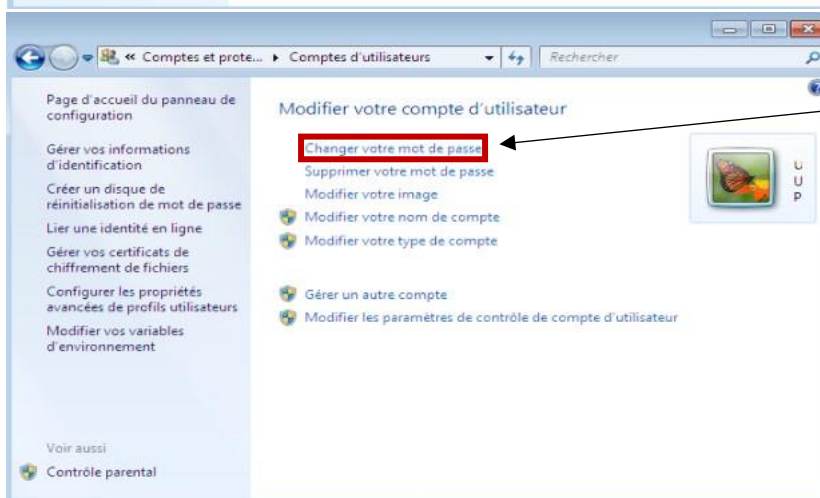 « Comptes et prote... ▸ Comptes d'utilisateurs
Rechercher
Page d'accueil du panneau de
configuration
Gérer vos informations
d'identification
Créer un disque de
réinitialisation de mot de passe
Lier une identité en ligne
Gérer vos certificats de
chiffrement de fichiers
Configurer les propriétés
avancées de profils utilisateurs
Modifier vos variables
d'environnement
Voir aussi
Contrôle parental
Modifier votre compte d'utilisateur
Changer votre mot de passe
Supprimer votre mot de passe
Modifier votre image
Modifier votre nom de compte
Modifier votre type de compte
Gérer un autre compte
Modifier les paramètres de contrôle de compte d'utilisateur
U
U
P